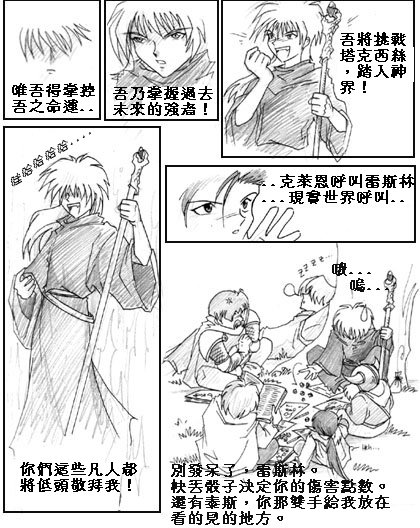 唯吾得掌控
吾之命運..
吾乃掌握過去
未來的強者！
吾將挑戰
塔克西絲
，踏入神
界！
哇哈哈哈哈...
..克萊恩呼叫雷斯林
...現實世界呼叫..
你們這些凡人都
將低頭敬拜我！
zzzz...
哦...
嗚...
別發呆了，雷斯林。
快丟骰子決定你的傷害點數。
還有泰斯，你那雙手給我放在
看的見的地方。